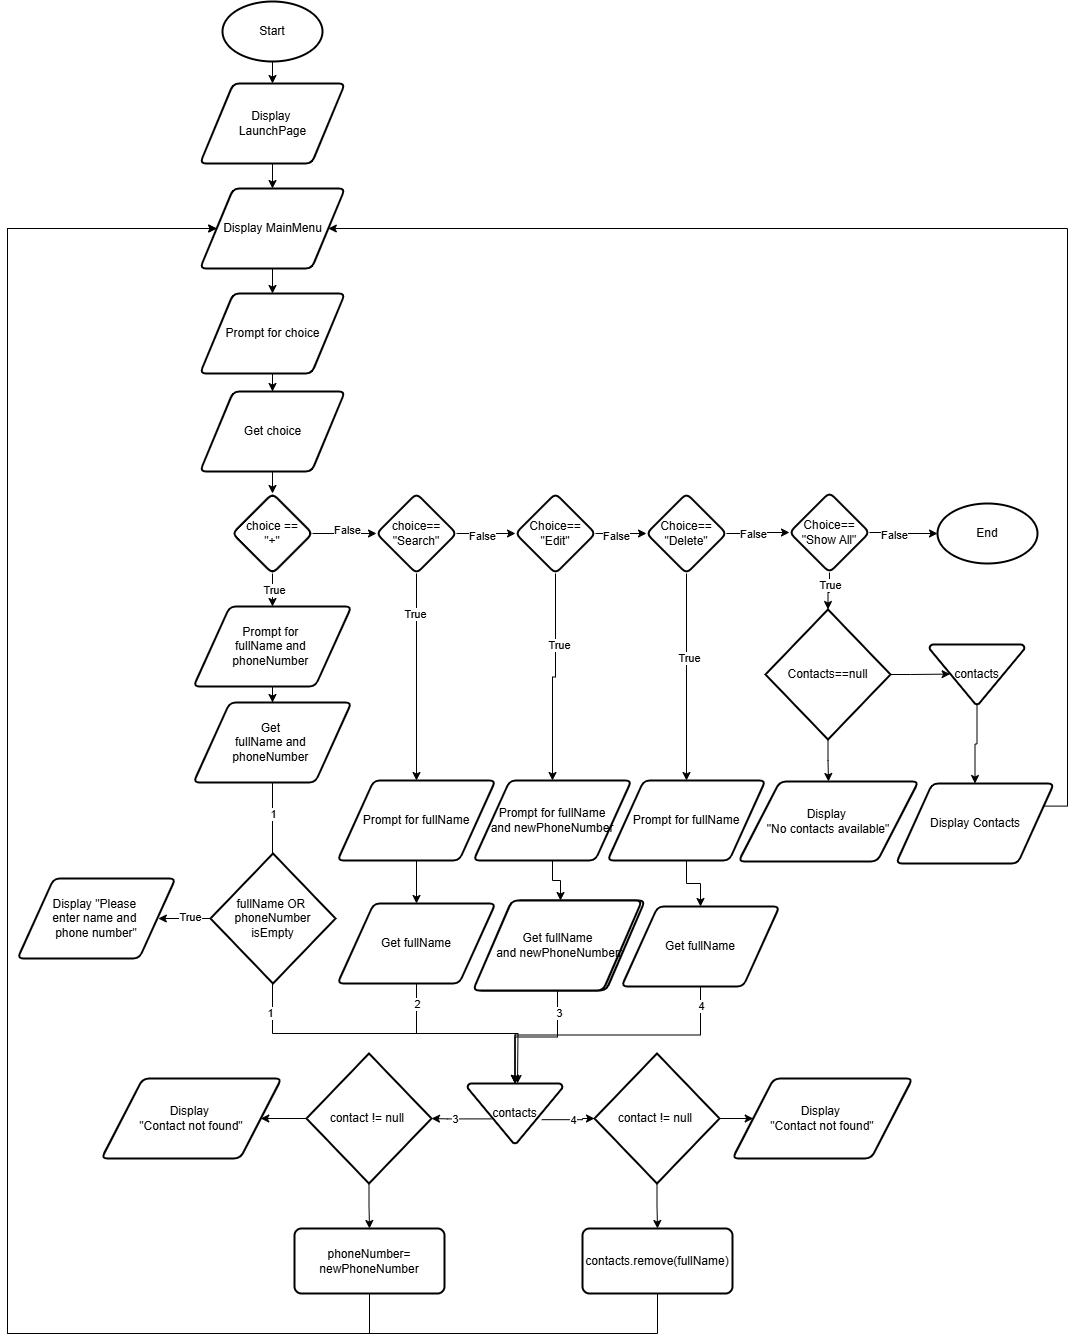 Start
Display
LaunchPage
Display MainMenu
Prompt for choice
Get choice
choice ==
"+"
False
choice==
"Search"
False
Choice==
"Edit"
False
Choice==
"Delete"
False
Choice==
"Show All"
False
End
True
True
True
True
True
Prompt for
fullName and
phoneNumber
Contacts==null
contacts
Get
fullName and
phoneNumber
1
Prompt for fullName
Prompt for fullName
and newPhoneNumber
Prompt for fullName
Display
"No contacts available"
Display Contacts
Display "Please
enter name and
phone number"
True
fullName OR
phoneNumber
isEmpty
Get fullName
Get fullName
and newPhoneNumber
Get fullName
1
2
3
4
Display
"Contact not found"
contact != null
3
contacts
4
contact != null
Display
"Contact not found"
phoneNumber=
newPhoneNumber
contacts.remove(fullName)